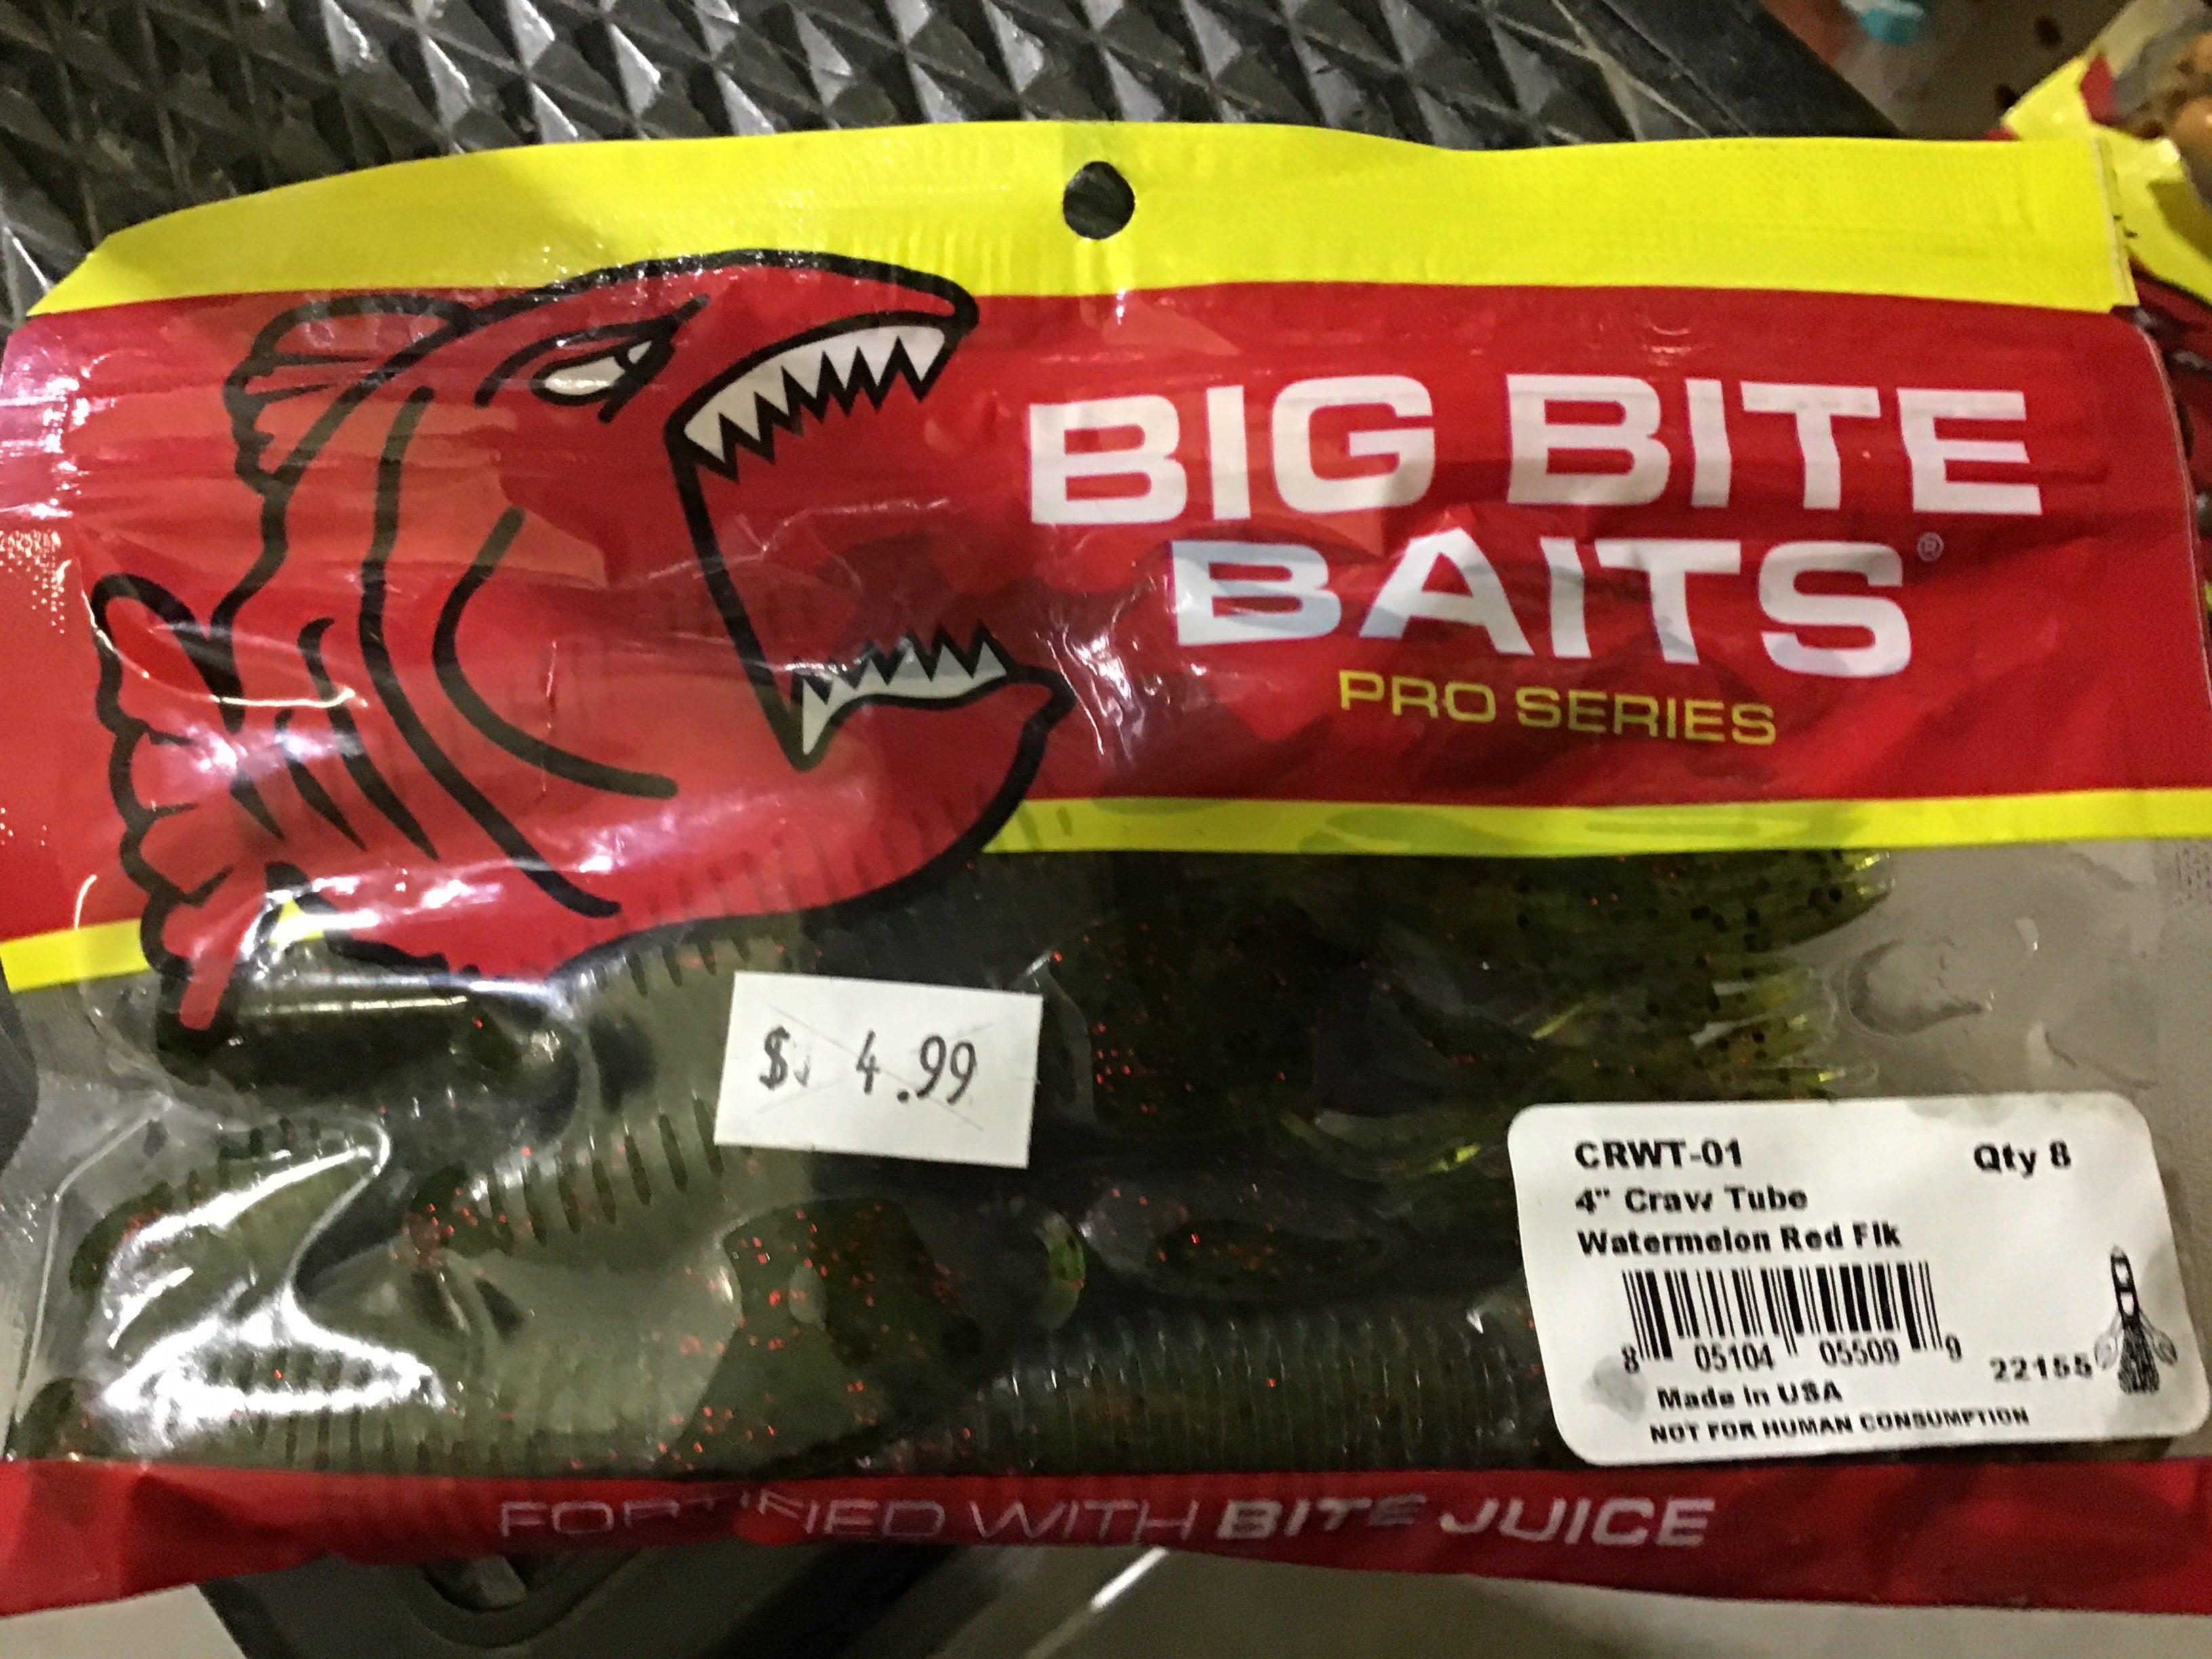 BIG BITE
BAITS®
PRO SERIES
$ 4.99
CRWT-01 Qty 8
4" Craw Tube
Watermelon Red Flk
8 05104 05509 9
22155
Made in USA
NOT FOR HUMAN CONSUMPTION
FORTIFIED WITH BITE JUICE